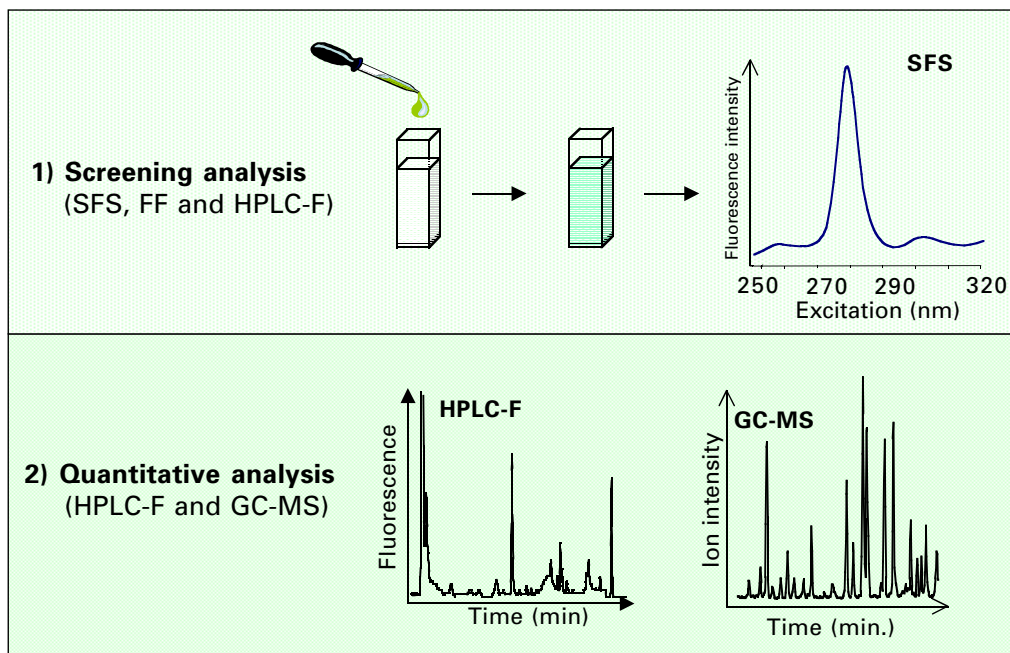 1) Screening analysis
(SFS, FF and HPLC-F)
SFS
Fluorescence intensity
250 270 290 320
Excitation (nm)
2) Quantitative analysis
(HPLC-F and GC-MS)
HPLC-F
Fluorescence
Time (min)
GC-MS
Ion intensity
Time (min.)